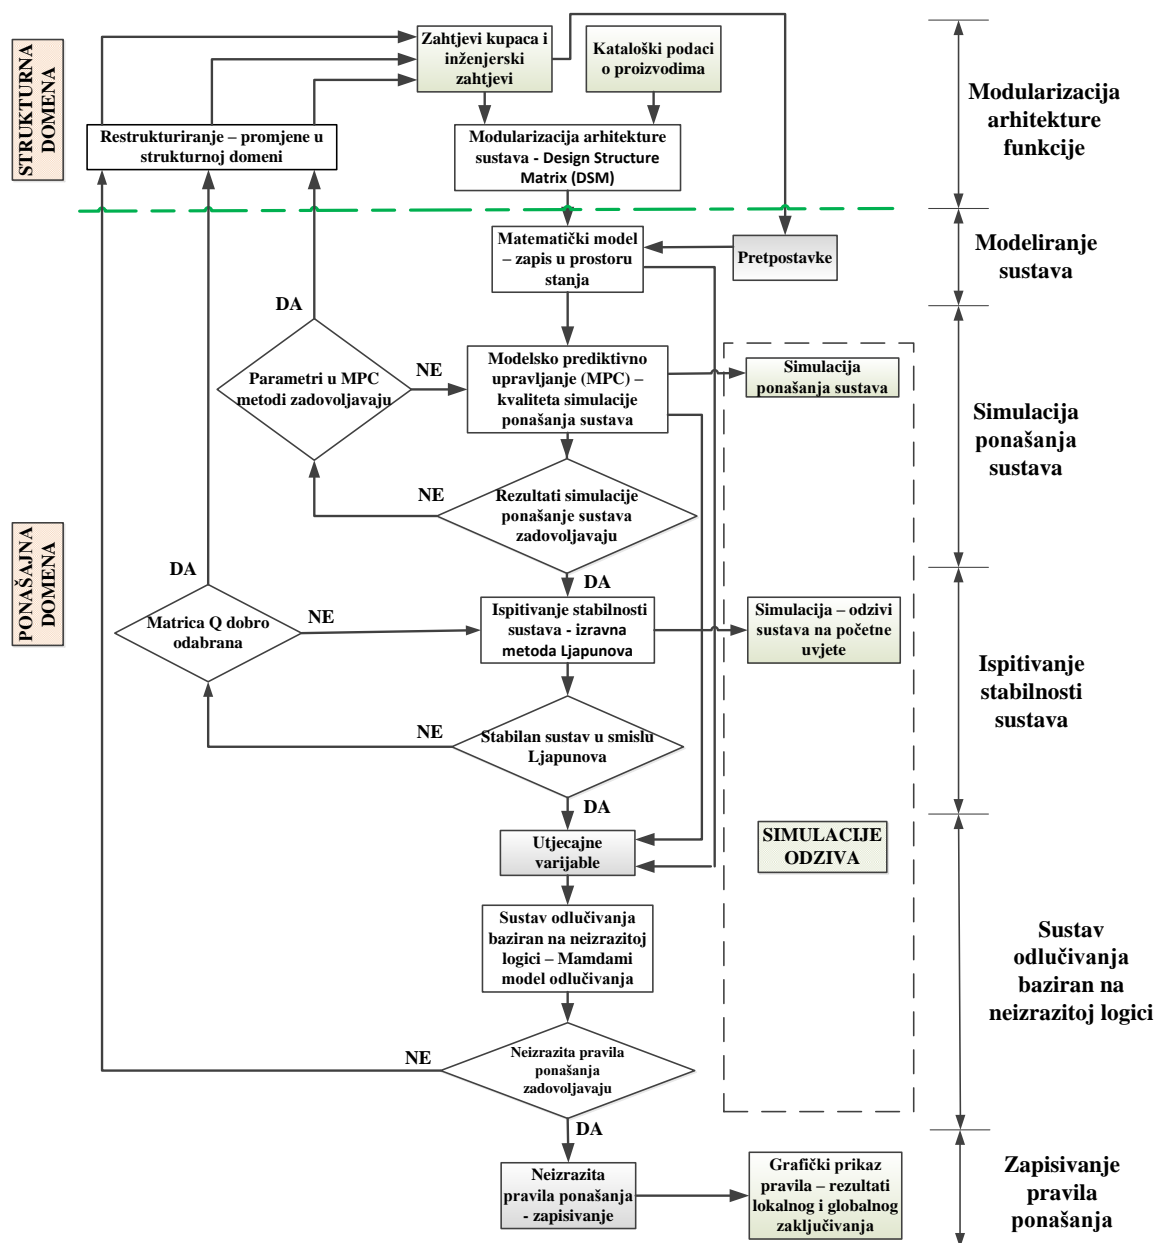 STRUKTURNA
DOMENA
Zahtjevi kupaca i
inženjerski
zahtjevi
Kataloški podaci
o proizvodima
Restrukturiranje – promjene u
strukturnoj domeni
Modularizacija arhitekture
sustava - Design Structure
Matrix (DSM)
Modularizacija
arhitekture
funkcije
Matematički model
– zapis u prostoru
stanja
Pretpostavke
Modeliranje
sustava
DA
Parametri u MPC
metodi zadovoljavaju
NE
Modelsko prediktivno
upravljanje (MPC) –
kvaliteta simulacije
ponašanja sustava
Simulacija
ponašanja sustava
Simulacija
ponašanja
sustava
NE
Rezultati simulacije
ponašanje sustava
zadovoljavaju
DA
PONAŠAJNA
DOMENA
DA
Matrica Q dobro
odabrana
NE
Ispitivanje stabilnosti
sustava - izravna
metoda Ljapunova
Simulacija – odzivi
sustava na početne
uvjete
Ispitivanje
stabilnosti
sustava
NE
Stabilan sustav u smislu
Ljapunova
DA
Utjecajne
varijable
SIMULACIJE
ODZIVA
Sustav odlučivanja
baziran na neizrazitoj
logici – Mamdami
model odlučivanja
Sustav
odlučivanja
baziran na
neizrazitoj logici
NE
Neizrazita pravila
ponašanja
zadovoljavaju
DA
Neizrazita
pravila ponašanja
- zapisivanje
Grafički prikaz
pravila – rezultati
lokalnog i globalnog
zaključivanja
Zapisivanje
pravila
ponašanja